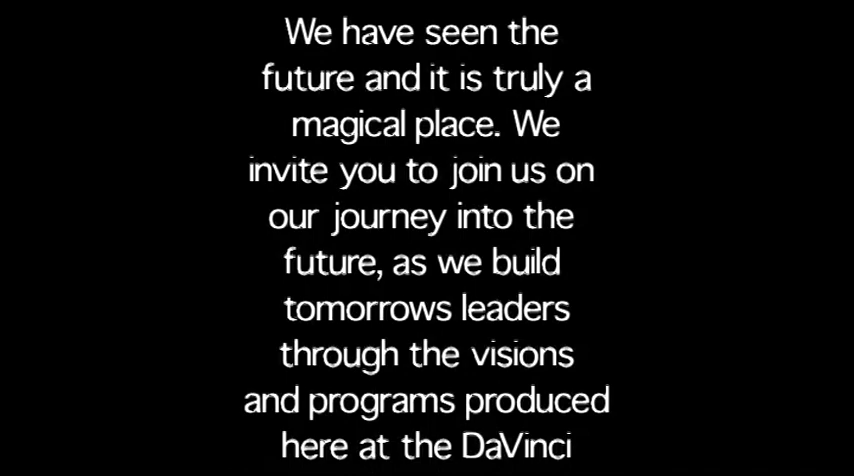 We have seen the
future and it is truly a
magical place. We
invite you to join us on
our journey into the
future, as we build
tomorrows leaders
through the visions
and programs produced
here at the DaVinci